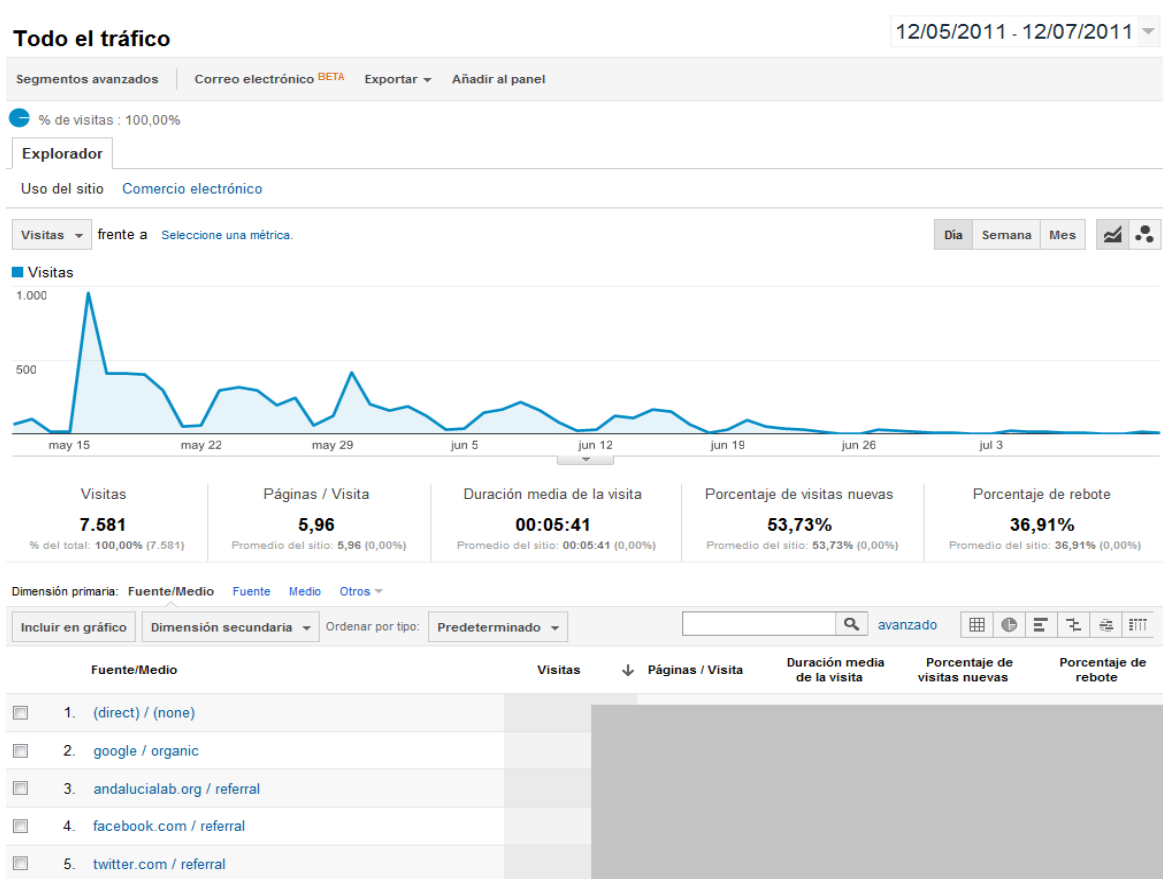 Todo el tráfico
12/05/2011 - 12/07/2011
Segmentos avanzados Correo electrónico BETA Exportar Añadir al panel
% de visitas : 100,00%
Explorador
Uso del sitio Comercio electrónico
Visitas frente a Seleccione una métrica. Día Semana Mes
Visitas
1.000
500
may 15 may 22 may 29 jun 5 jun 12 jun 19 jun 26 jul 3
Visitas Páginas / Visita Duración media de la visita Porcentaje de visitas nuevas Porcentaje de rebote
7.581 5,96 00:05:41 53,73% 36,91%
% del total: 100,00% (7.581) Promedio del sitio: 5,96 (0,00%) Promedio del sitio: 00:05:41 (0,00%) Promedio del sitio: 53,73% (0,00%) Promedio del sitio: 36,91% (0,00%)
Dimensión primaria: Fuente/Medio Fuente Medio Otros
Incluir en gráfico Dimensión secundaria Ordenar por tipo: Predeterminado avanzado
Fuente/Medio Visitas Páginas / Visita Duración media de la visita Porcentaje de visitas nuevas Porcentaje de rebote
1. (direct) / (none)
2. google / organic
3. andalucialab.org / referral
4. facebook.com / referral
5. twitter.com / referral